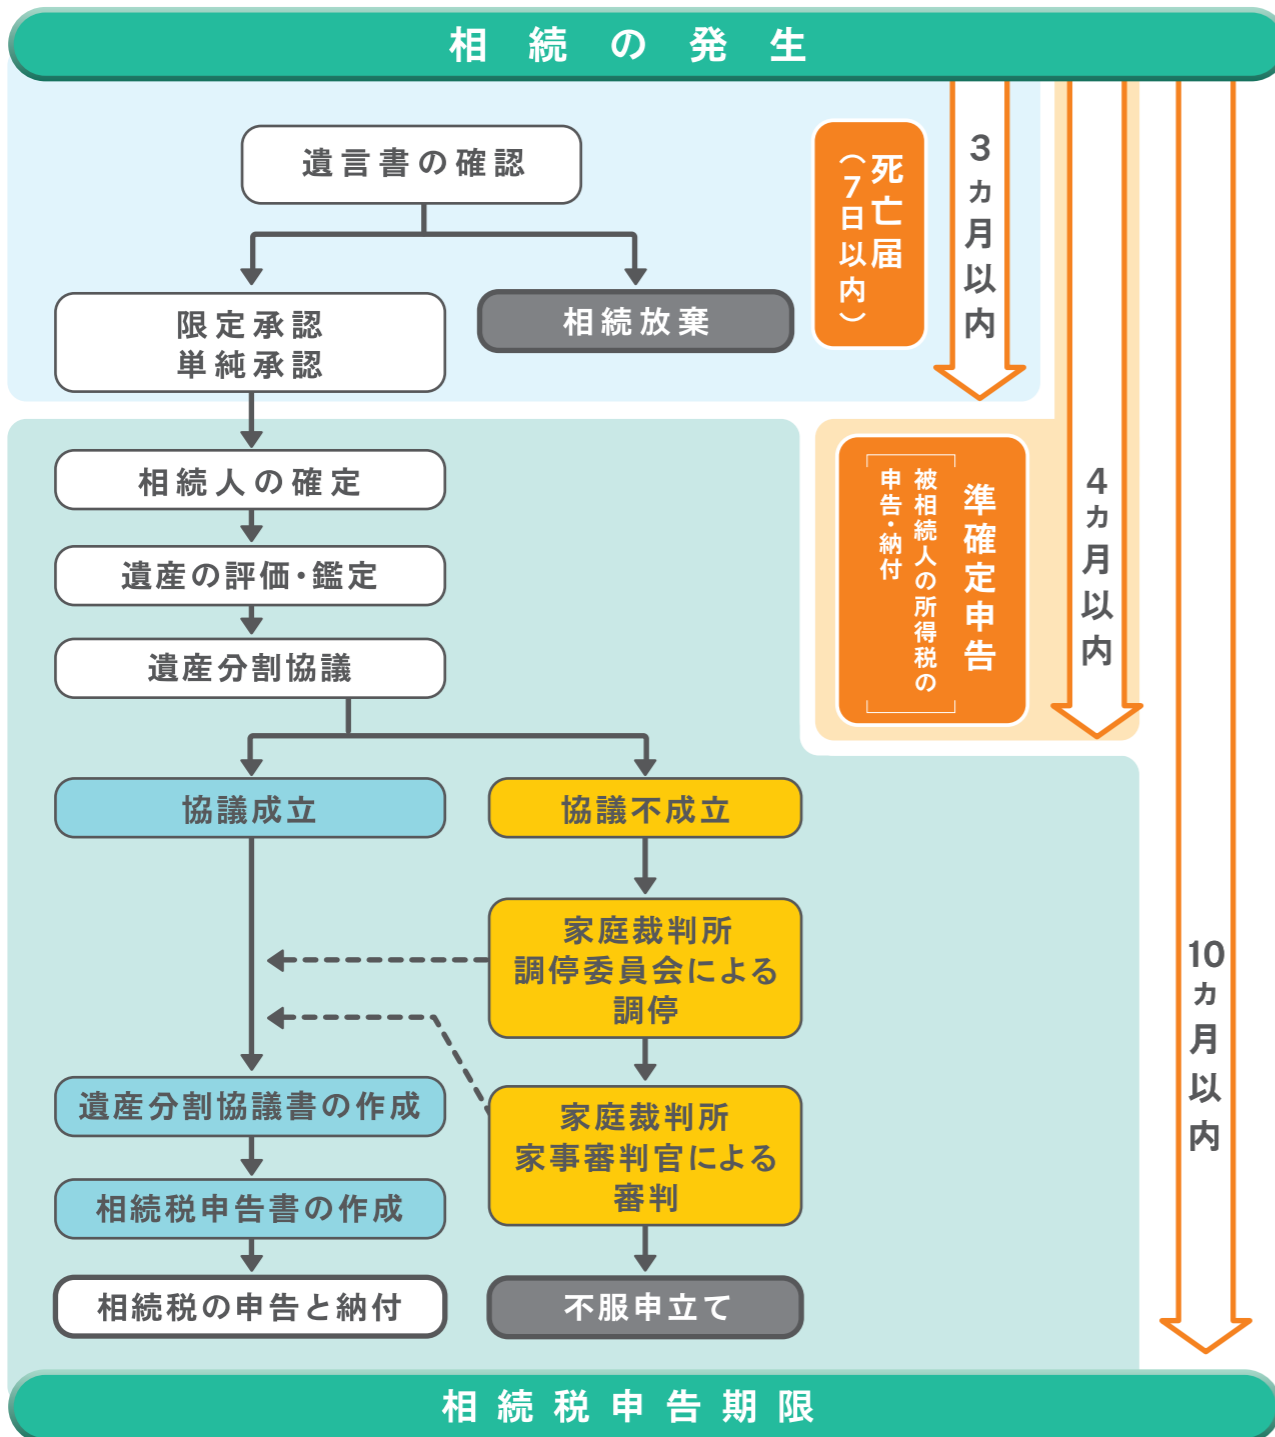 相続の発生
遺言書の確認
死亡届
（7日以内）
3ヵ月以内
限定承認
単純承認
相続放棄
相続人の確定
準確定申告
被相続人の所得税の
申告・納付
4ヵ月以内
遺産の評価・鑑定
遺産分割協議
協議成立
協議不成立
家庭裁判所
調停委員会による
調停
10ヵ月以内
遺産分割協議書の作成
家庭裁判所
家事審判官による
審判
相続税申告書の作成
相続税の申告と納付
不服申立て
相続税申告期限